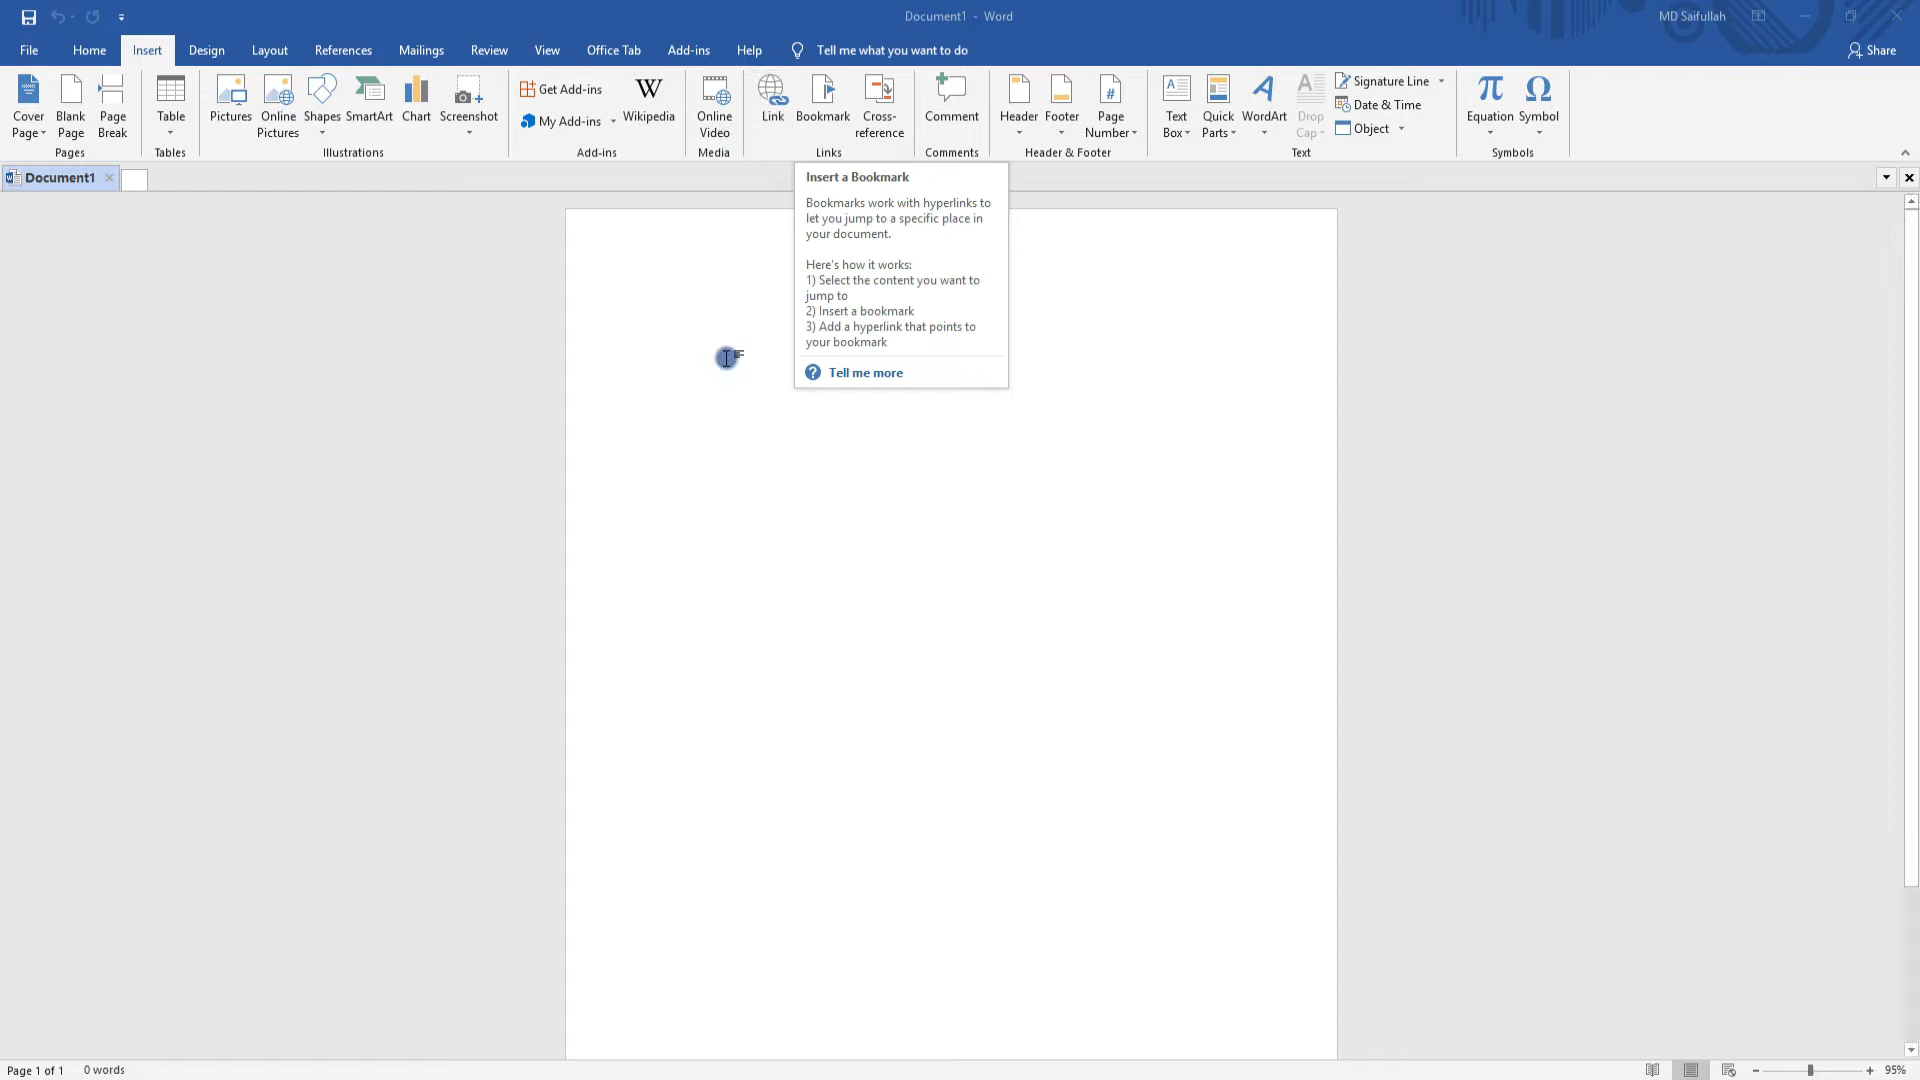 Document1 - Word
MD Saifullah
File Home Insert Design Layout References Mailings Review View Office Tab Add-ins Help Tell me what you want to do
Share
Cover
Page
Blank
Page
Page
Break
Pages
Table
Tables
Pictures
Online
Pictures
Shapes
SmartArt
Chart
Screenshot
Illustrations
Get Add-ins
My Add-ins
W
Wikipedia
Add-ins
Online
Video
Media
Link
Bookmark
Cross-
reference
Links
Comment
Comments
Header
Footer
Page
Number
Header & Footer
Text
Box
Quick
Parts
WordArt
Drop
Cap
Signature Line
Date & Time
Object
Text
π
Equation
Ω
Symbol
Symbols
Document1
Insert a Bookmark
Bookmarks work with hyperlinks to
let you jump to a specific place in
your document.
Here's how it works:
1) Select the content you want to
jump to
2) Insert a bookmark
3) Add a hyperlink that points to
your bookmark
? Tell me more
Page 1 of 1 0 words
95%